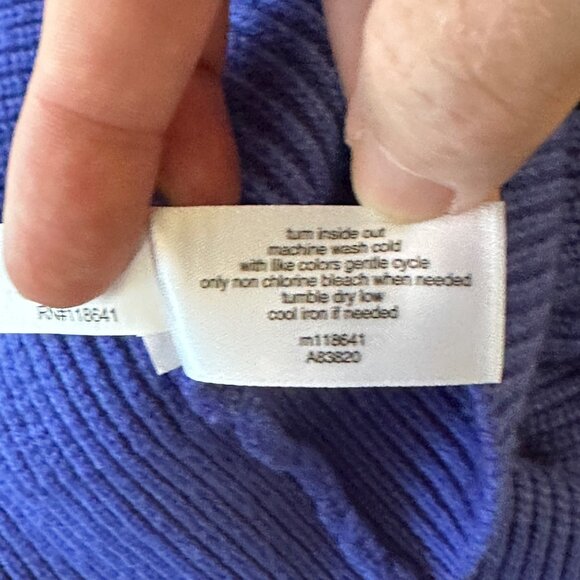 RN#118641
turn inside out
machine wash cold
with like colors gentle cycle
only non chlorine bleach when needed
tumble dry low
cool iron if needed
m118641
A83820